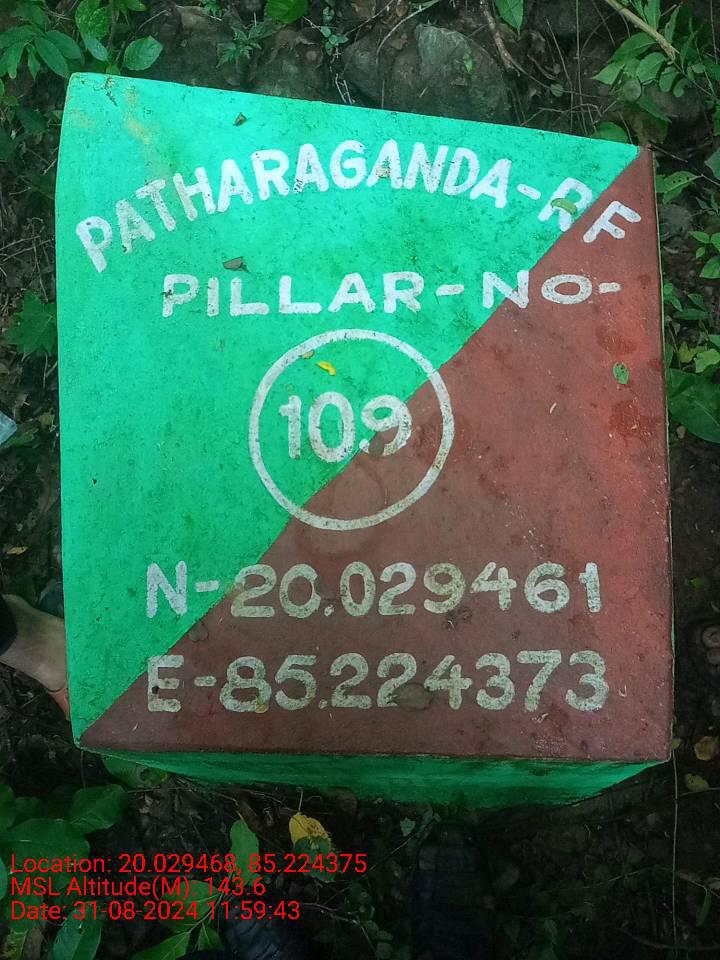 PATHARAGANDA-RF
PILLAR-NO-
109
N-20.029461
E-85.224373
Location: 20.029468, 85.224375
MSL Altitude(M): 143.6
Date: 31-08-2024 11:59:43